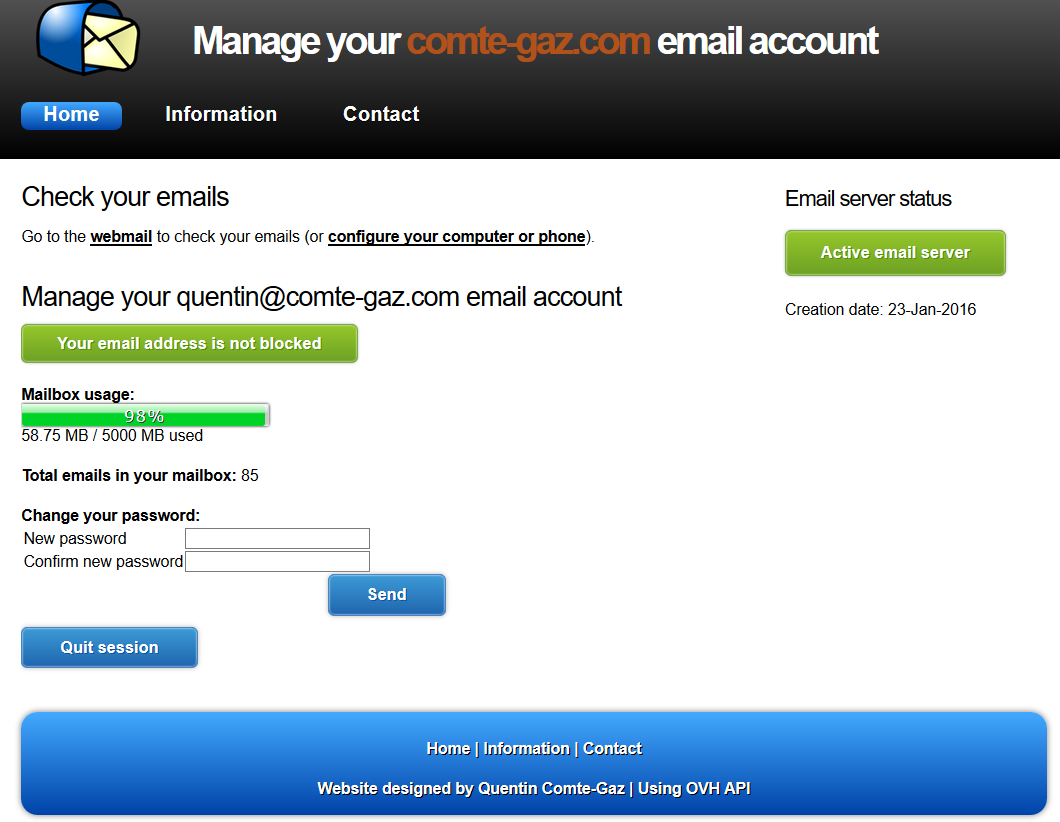 Manage your comte-gaz.com email account
Home Information Contact
Check your emails
Go to the webmail to check your emails (or configure your computer or phone).
Manage your quentin@comte-gaz.com email account
Your email address is not blocked
Mailbox usage:
98%
58.75 MB / 5000 MB used
Total emails in your mailbox: 85
Change your password:
New password
Confirm new password
Send
Quit session
Email server status
Active email server
Creation date: 23-Jan-2016
Home | Information | Contact
Website designed by Quentin Comte-Gaz | Using OVH API